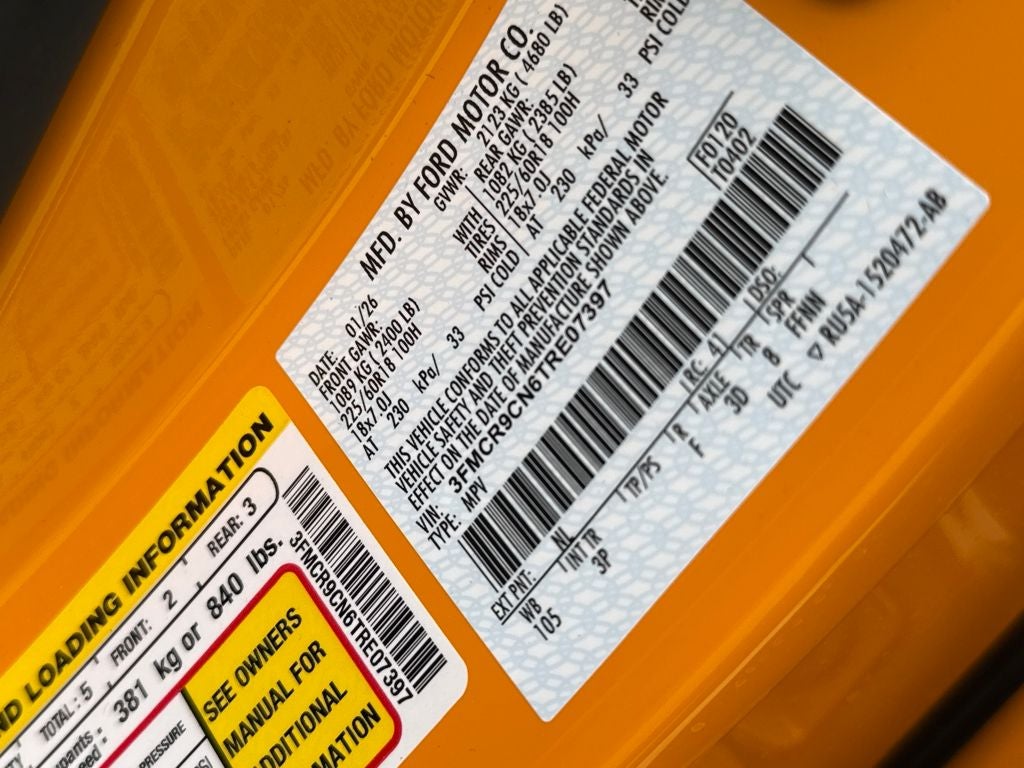 MFD. BY FORD MOTOR CO.
DATE: 01/26
GVWR: 2123 KG ( 4680 LB)
FRONT GAWR:
REAR GAWR:
1089 KG ( 2400 LB)
WITH
1082 KG ( 2385 LB)
225/60R18 100H
TIRES
225/60R18 100H
18x7.0J
RIMS
18x7.0J
AT 230 kPa/ 33 PSI COLD
AT 230 kPa/ 33 PSI COLD
THIS VEHICLE CONFORMS TO ALL APPLICABLE FEDERAL MOTOR
VEHICLE SAFETY AND THEFT PREVENTION STANDARDS IN
EFFECT ON THE DATE OF MANUFACTURE SHOWN ABOVE.
VIN: 3FMCR9CN6TRE07397
TYPE: MPV
F0120
T0402
EXT PNT: NL RC: 41 DSO:
WB INT TR TP/PS R AXLE TR SPR
105 3P F 3D 8 FFNN
UTC
RU5A-1520472-AB
ND LOADING INFORMATION
TOTAL : 5 FRONT: 2 REAR: 3
381 kg or 840 lbs.
3FMCR9CN6TRE07397
PRESSURE
SEE OWNERS
MANUAL FOR
ADDITIONAL